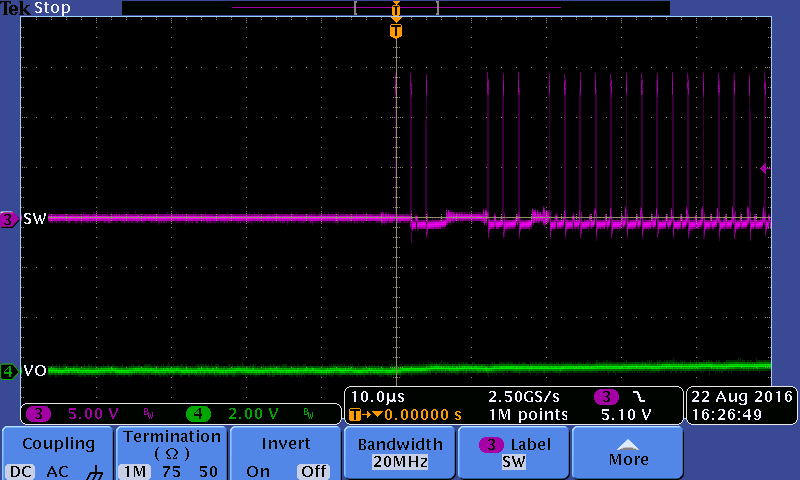 Tek Stop
T
T
3 SW
4 VO
3 5.00 V BW
4 2.00 V BW
10.0µs 2.50GS/s 3 5.10 V
T→▼0.00000 s 1M points
22 Aug 2016
16:26:49
Coupling
DC AC
Termination
(Ω)
1M 75 50
Invert
On Off
Bandwidth
20MHz
3 Label
SW
More